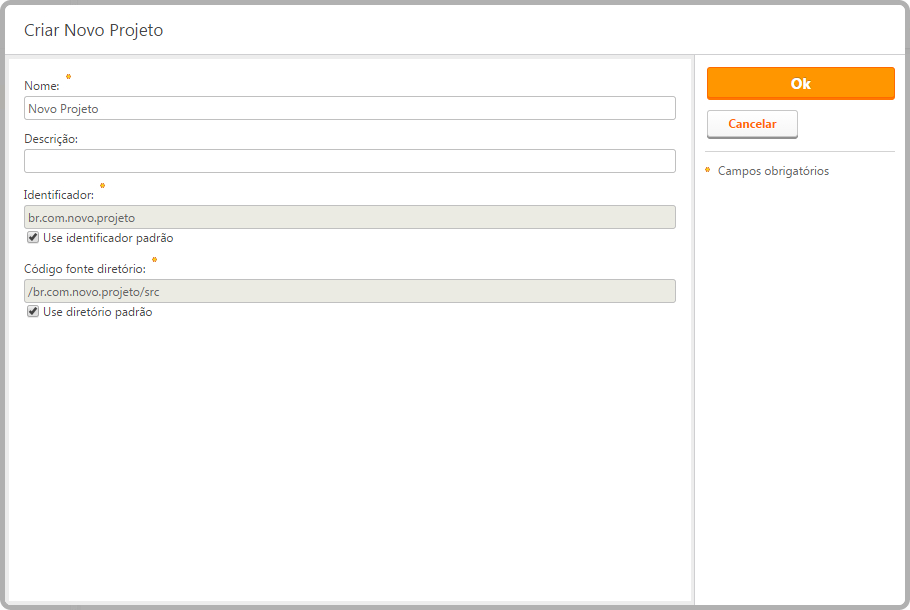 Criar Novo Projeto
Nome: *
Novo Projeto
Descrição:
Identificador: *
br.com.novo.projeto
Use identificador padrão
Código fonte diretório: *
/br.com.novo.projeto/src
Use diretório padrão
Ok
Cancelar
* Campos obrigatórios